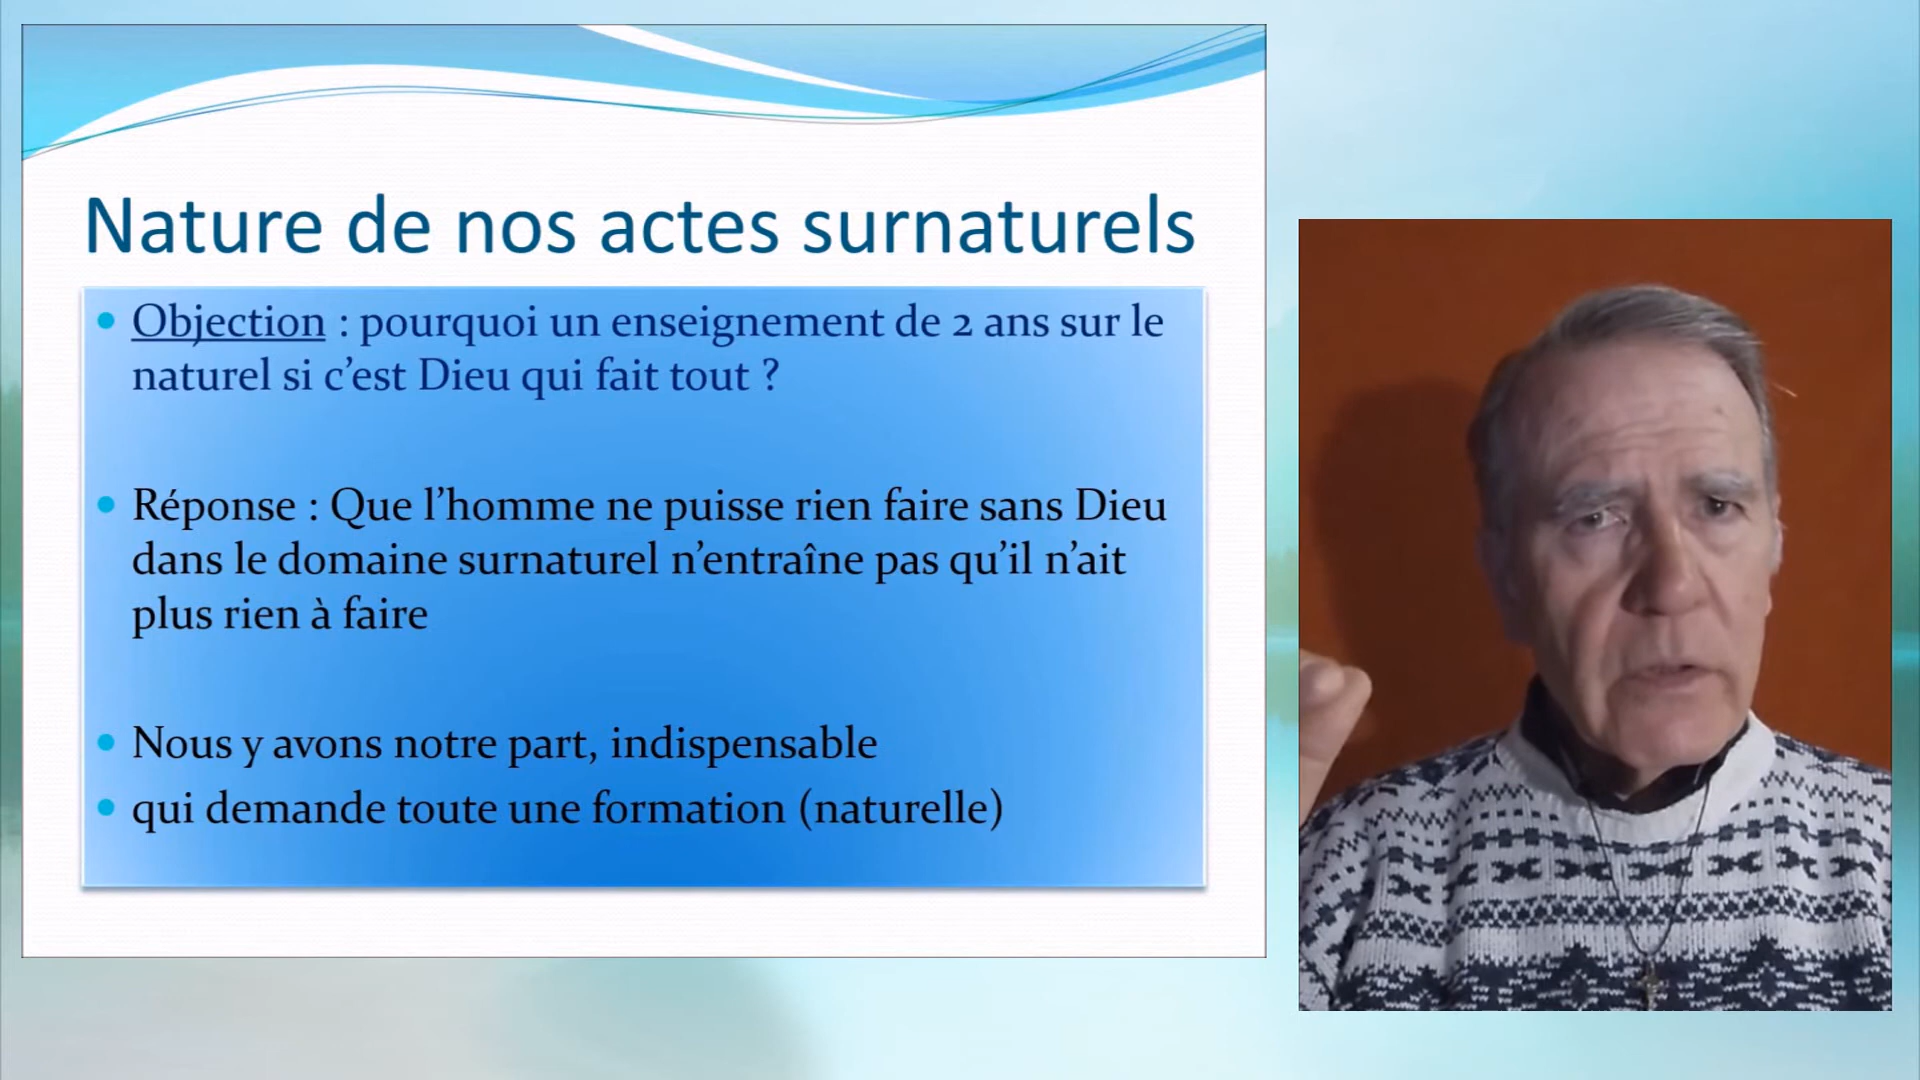 Nature de nos actes surnaturels
• Objection : pourquoi un enseignement de 2 ans sur le
naturel si c’est Dieu qui fait tout ?
• Réponse : Que l’homme ne puisse rien faire sans Dieu
dans le domaine surnaturel n’entraîne pas qu’il n’ait
plus rien à faire
• Nous y avons notre part, indispensable
• qui demande toute une formation (naturelle)